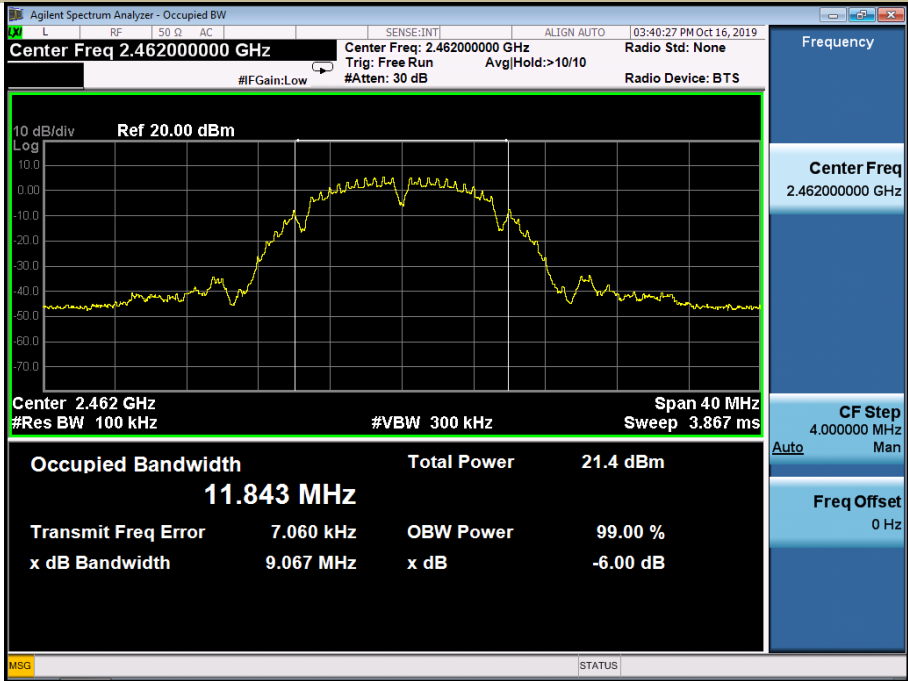 Agilent Spectrum Analyzer - Occupied BW
LXI L RF 50 Ω AC SENSE:INT ALIGN AUTO 03:40:27 PM Oct 16, 2019
Center Freq 2.462000000 GHz
Center Freq: 2.462000000 GHz
Radio Std: None
Trig: Free Run Avg|Hold:>10/10
#IFGain:Low
#Atten: 30 dB
Radio Device: BTS
Frequency
10 dB/div Ref 20.00 dBm
Log
10.0
0.00
-10.0
-20.0
-30.0
-40.0
-50.0
-60.0
-70.0
Center 2.462 GHz Span 40 MHz
#Res BW 100 kHz #VBW 300 kHz Sweep 3.867 ms
Occupied Bandwidth Total Power 21.4 dBm
11.843 MHz
Transmit Freq Error 7.060 kHz OBW Power 99.00 %
x dB Bandwidth 9.067 MHz x dB -6.00 dB
Center Freq
2.462000000 GHz
CF Step
4.000000 MHz
Auto Man
Freq Offset
0 Hz
MSG STATUS